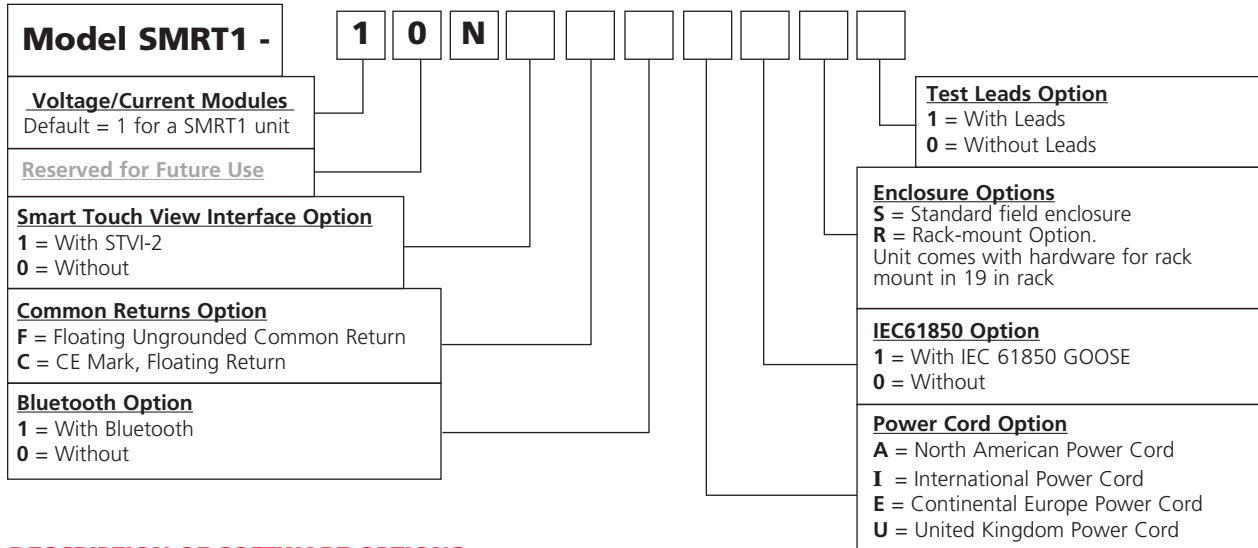 Model SMRT1 - 1 0 N
Voltage/Current Modules
Default = 1 for a SMRT1 unit
Reserved for Future Use
Smart Touch View Interface Option
1 = With STVI-2
0 = Without
Common Returns Option
F = Floating Ungrounded Common Return
C = CE Mark, Floating Return
Bluetooth Option
1 = With Bluetooth
0 = Without
Test Leads Option
1 = With Leads
0 = Without Leads
Enclosure Options
S = Standard field enclosure
R = Rack-mount Option.
Unit comes with hardware for rack
mount in 19 in rack
IEC61850 Option
1 = With IEC 61850 GOOSE
0 = Without
Power Cord Option
A = North American Power Cord
I = International Power Cord
E = Continental Europe Power Cord
U = United Kingdom Power Cord
DESCRIPTION OF SOFTWARE OPTIONS